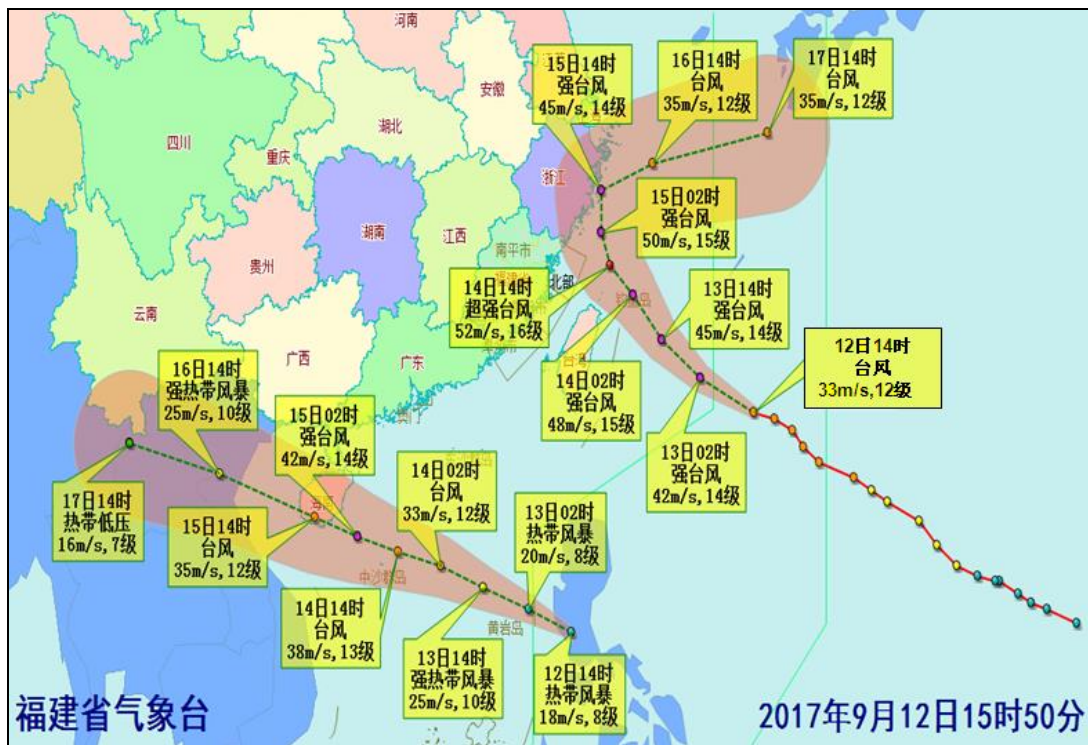 河南
安徽
四川
重庆
湖北
浙江
湖南
江西
贵州
云南
广西
广东
南平市
福建省
北部
台湾
澳门
海南
中沙群岛
黄岩岛
钓鱼岛
15日14时
强台风
45m/s,14级
16日14时
台风
35m/s,12级
17日14时
台风
35m/s,12级
15日02时
强台风
50m/s,15级
14日14时
超强台风
52m/s,16级
13日14时
强台风
45m/s,14级
12日14时
台风
33m/s,12级
14日02时
强台风
48m/s,15级
13日02时
强台风
42m/s,14级
16日14时
强热带风暴
25m/s,10级
15日02时
强台风
42m/s,14级
14日02时
台风
33m/s,12级
13日02时
热带风暴
20m/s,8级
17日14时
热带低压
16m/s,7级
15日14时
台风
35m/s,12级
14日14时
台风
38m/s,13级
13日14时
强热带风暴
25m/s,10级
12日14时
热带风暴
18m/s,8级
福建省气象台
2017年9月12日15时50分